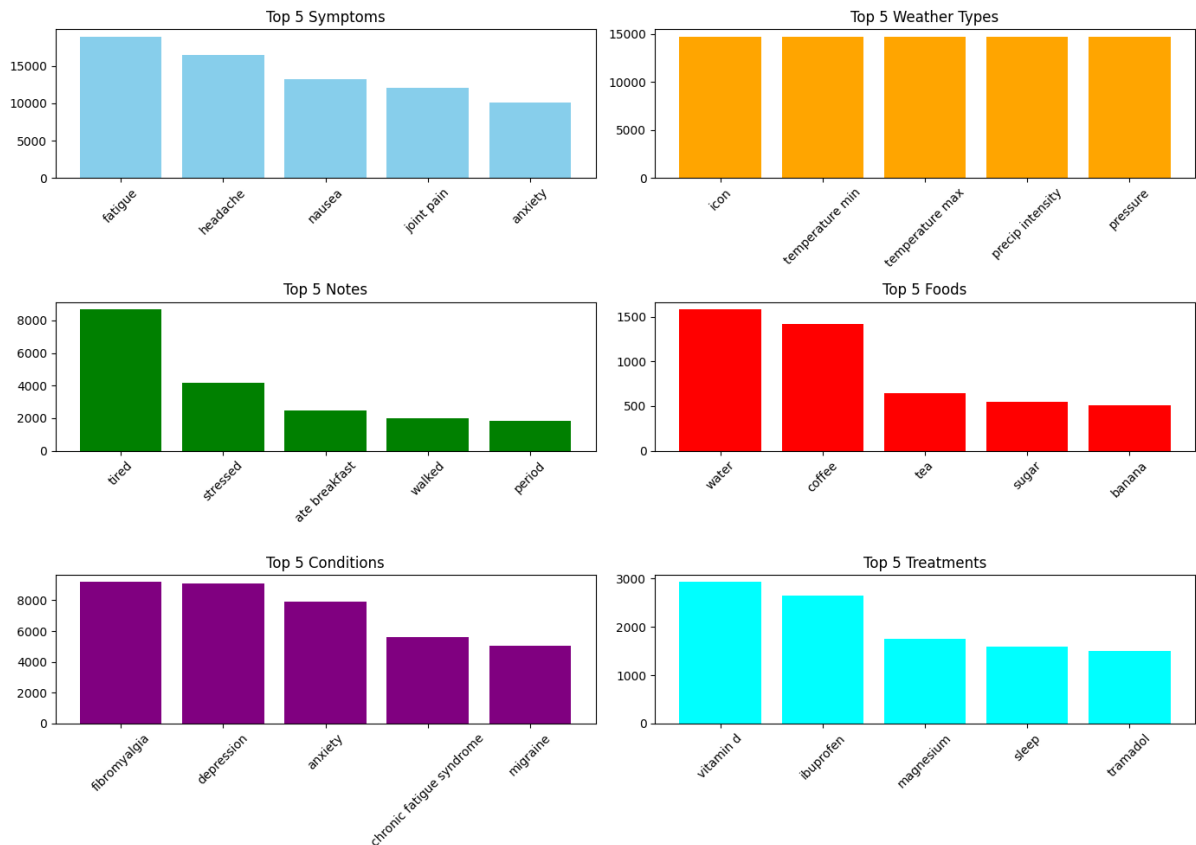 Top 5 Symptoms
15000
10000
5000
0
fatigue
headache
nausea
joint pain
anxiety
Top 5 Weather Types
15000
10000
5000
0
icon
temperature min
temperature max
precip intensity
pressure
Top 5 Notes
8000
6000
4000
2000
0
tired
stressed
ate breakfast
walked
period
Top 5 Foods
1500
1000
500
0
water
coffee
tea
sugar
banana
Top 5 Conditions
8000
6000
4000
2000
0
fibromyalgia
depression
anxiety
chronic fatigue syndrome
migraine
Top 5 Treatments
3000
2000
1000
0
vitamin d
ibuprofen
magnesium
sleep
tramadol